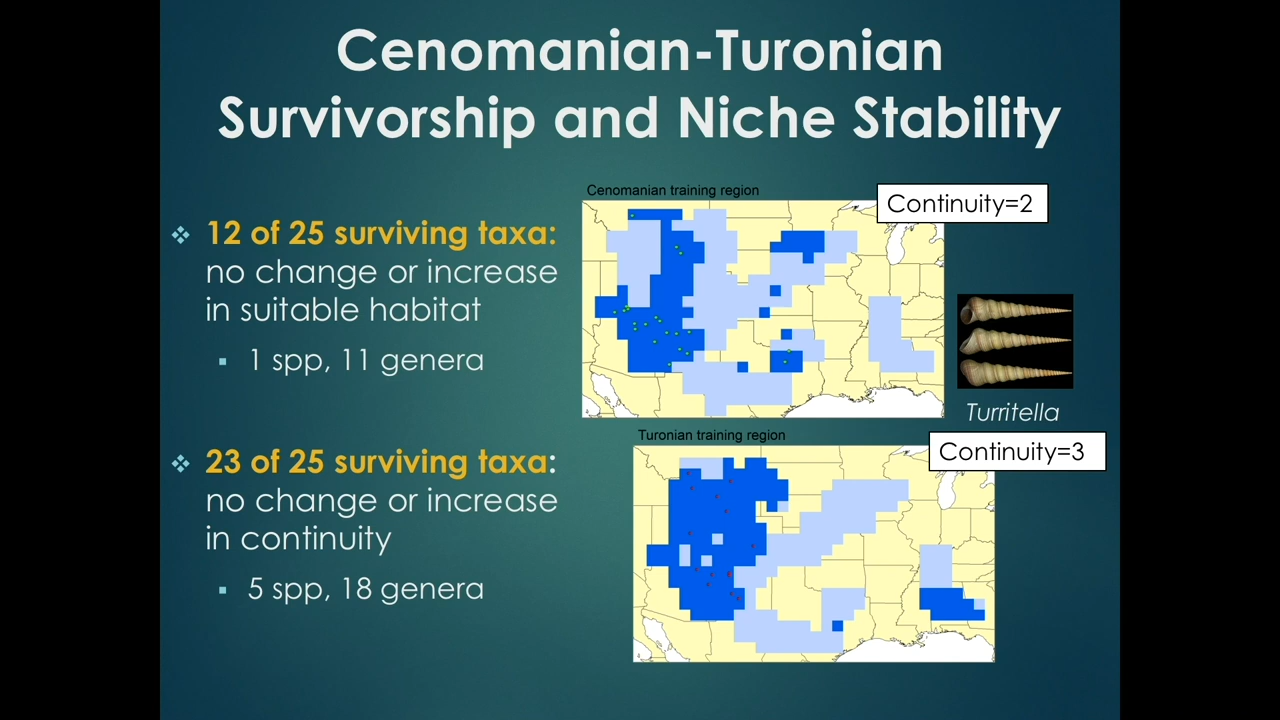 Cenomanian-Turonian
Survivorship and Niche Stability
12 of 25 surviving taxa:
no change or increase
in suitable habitat
1 spp, 11 genera
23 of 25 surviving taxa:
no change or increase
in continuity
5 spp, 18 genera
Cenomanian training region
Continuity=2
Turritella
Turonian training region
Continuity=3